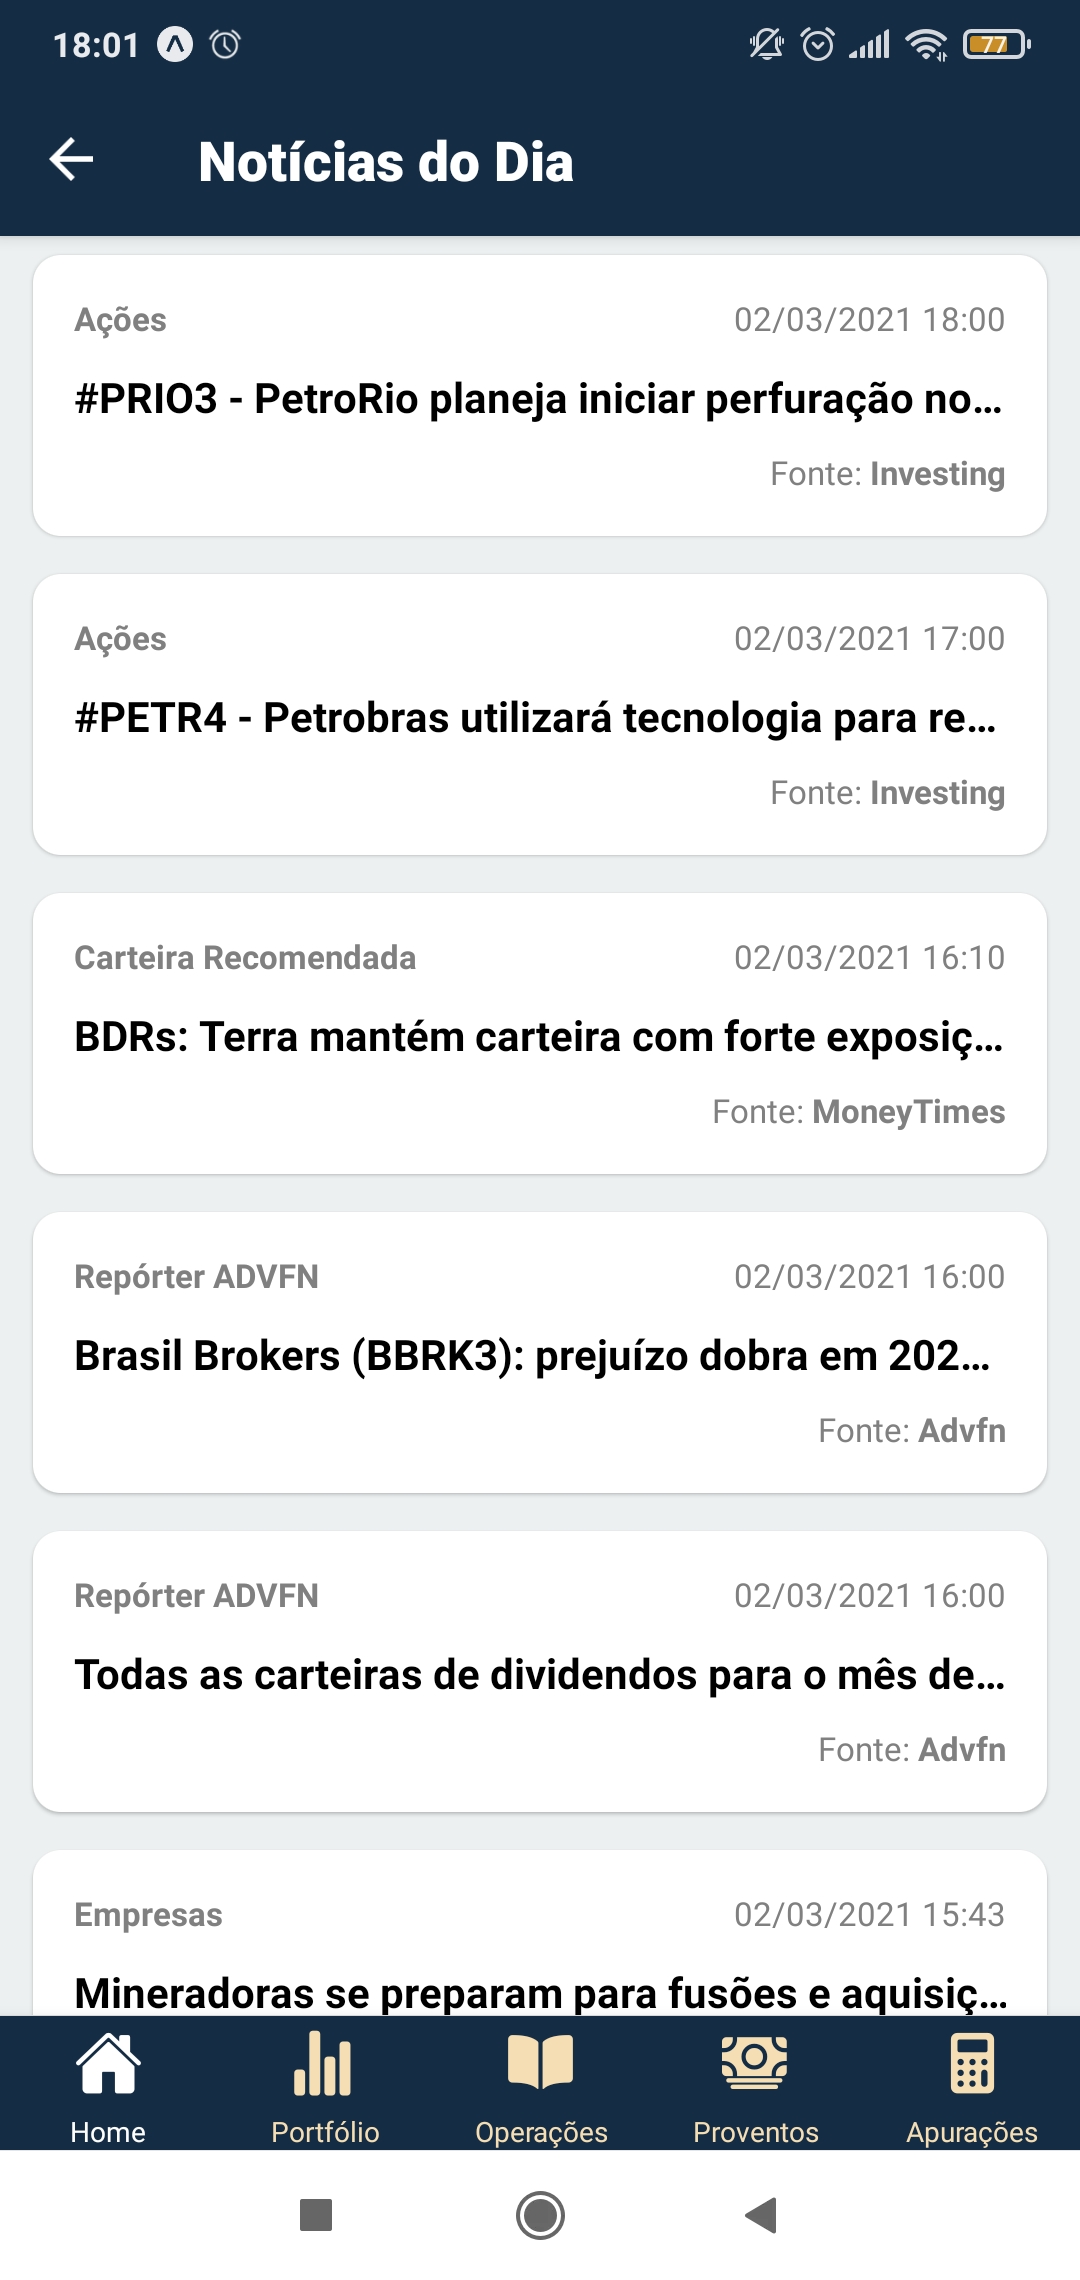 18:01
77
Notícias do Dia
Ações 02/03/2021 18:00
#PRIO3 - PetroRio planeja iniciar perfuração no...
Fonte: Investing
Ações 02/03/2021 17:00
#PETR4 - Petrobras utilizará tecnologia para re...
Fonte: Investing
Carteira Recomendada 02/03/2021 16:10
BDRs: Terra mantém carteira com forte exposiç...
Fonte: MoneyTimes
Repórter ADVFN 02/03/2021 16:00
Brasil Brokers (BBRK3): prejuízo dobra em 202...
Fonte: Advfn
Repórter ADVFN 02/03/2021 16:00
Todas as carteiras de dividendos para o mês de...
Fonte: Advfn
Empresas 02/03/2021 15:43
Mineradoras se preparam para fusões e aquisiç...
Home Portfólio Operações Proventos Apurações